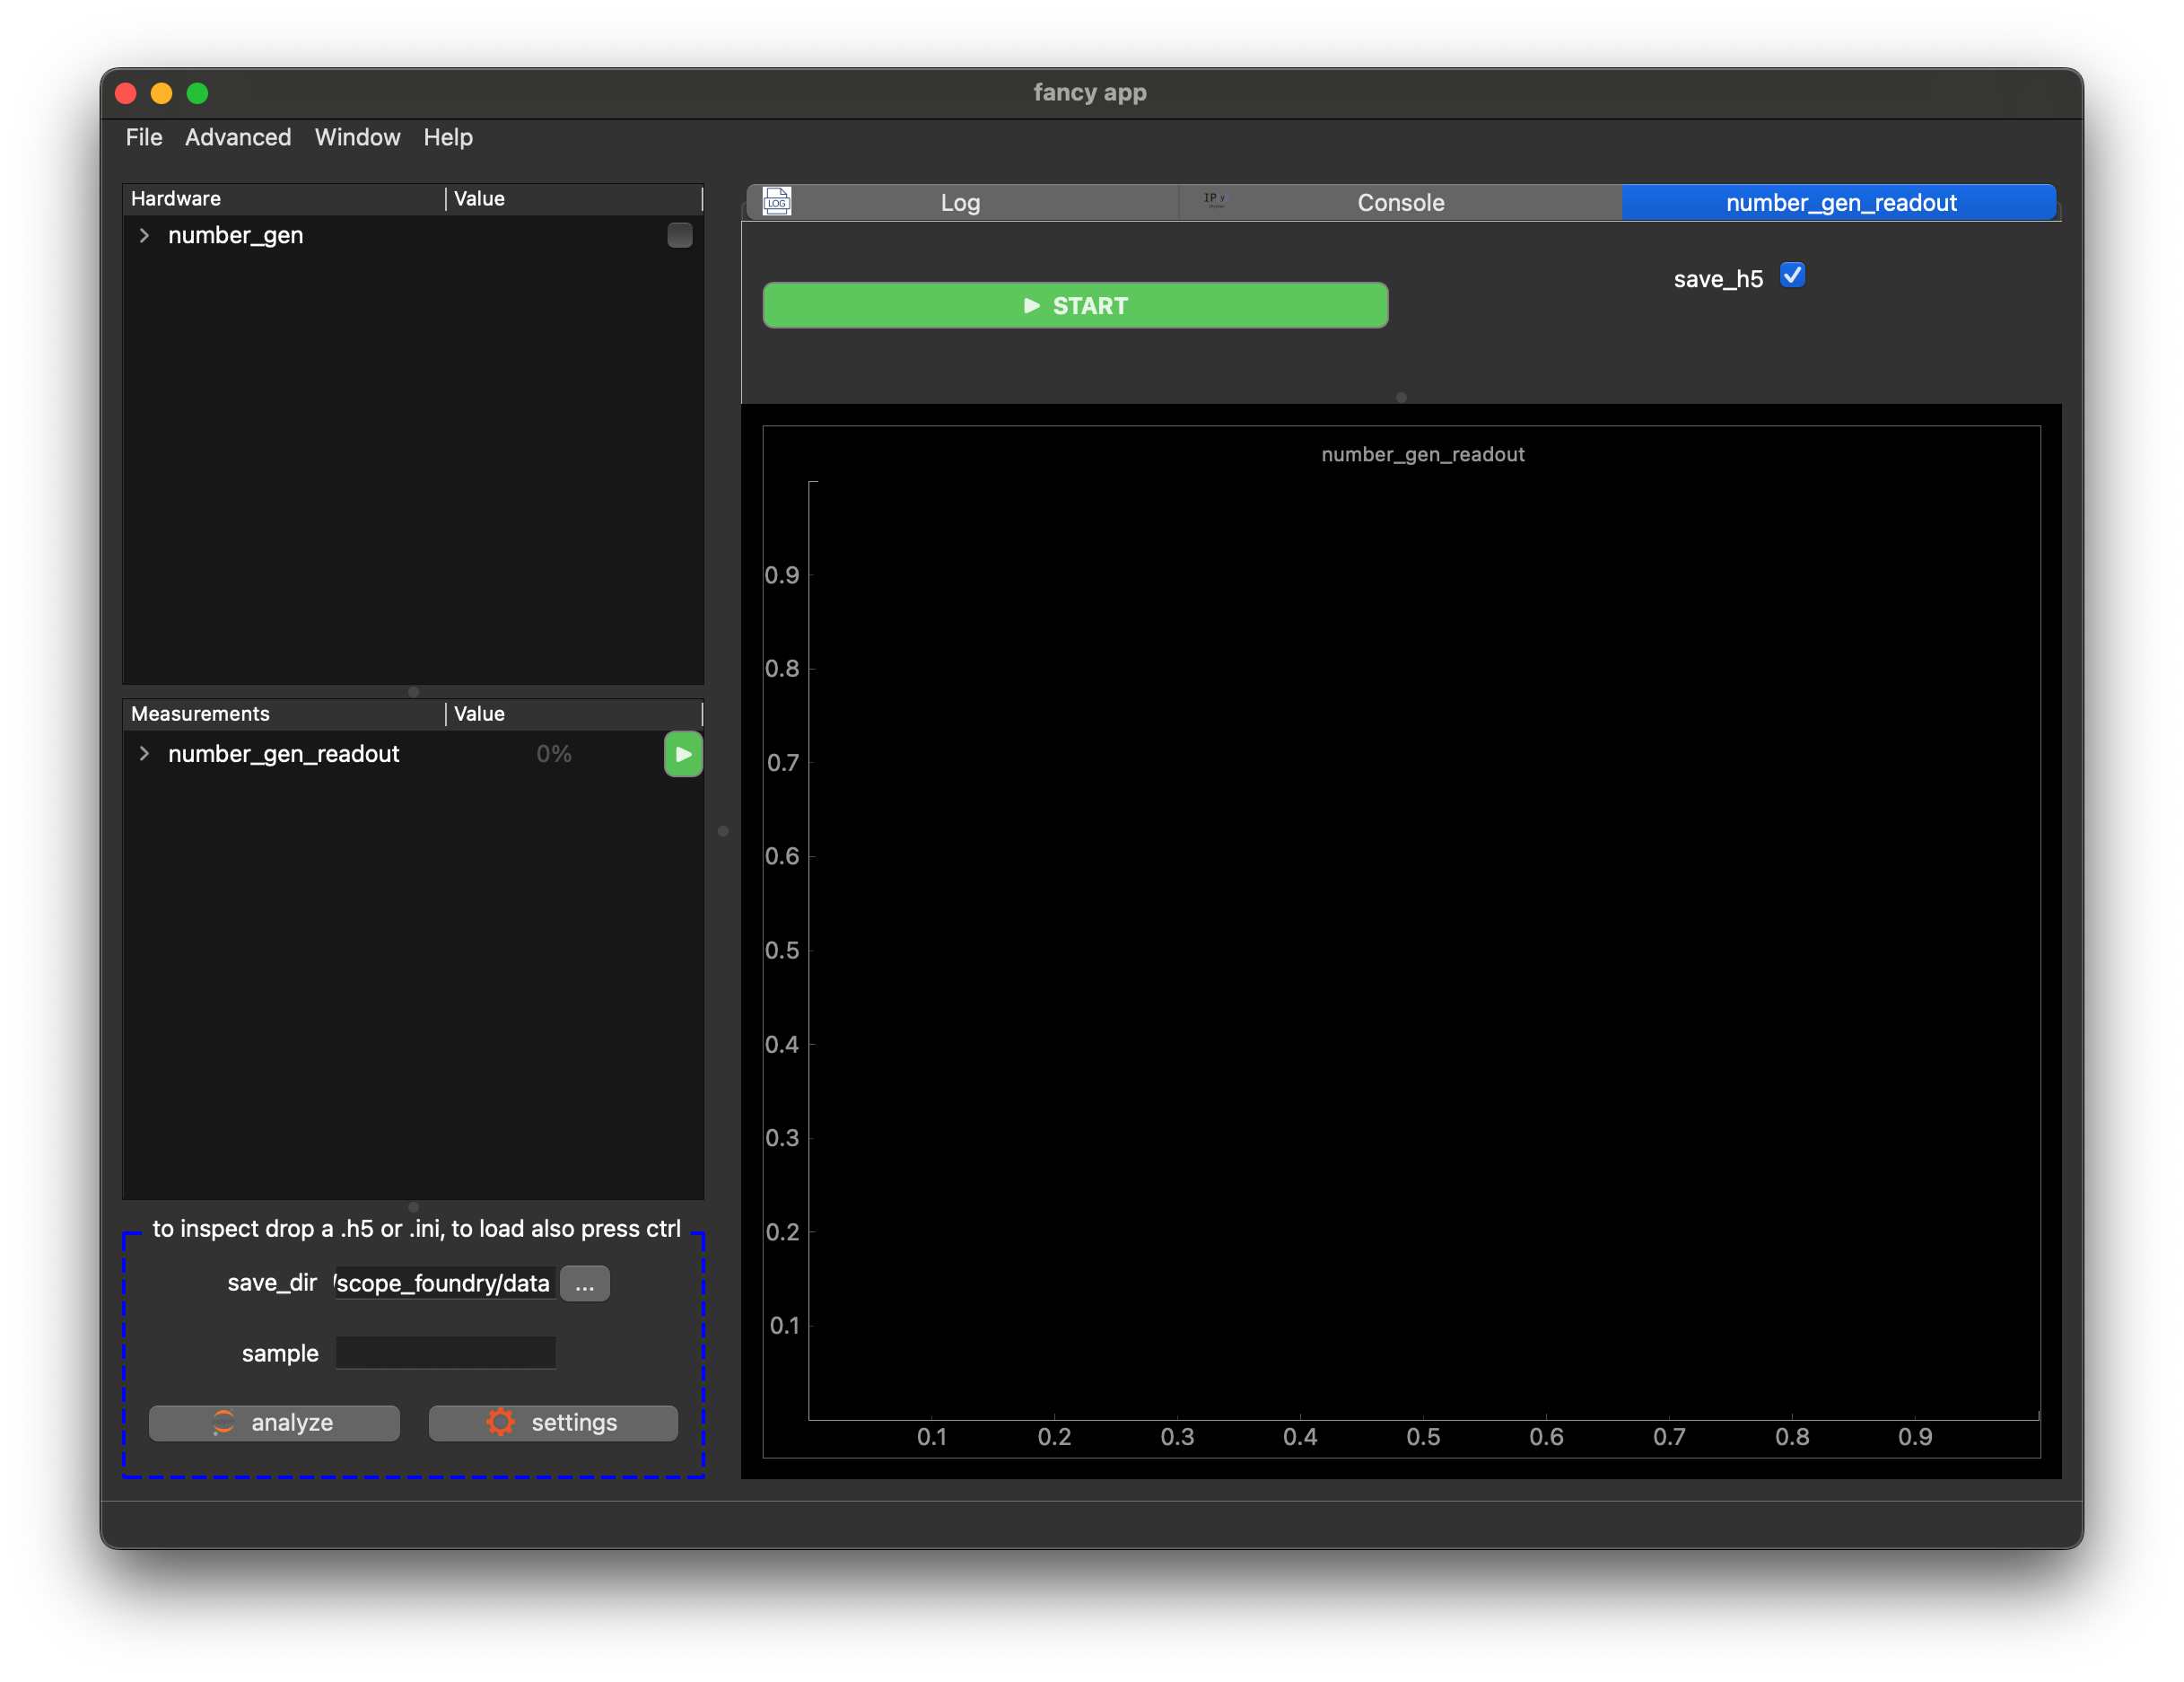 fancy app
File Advanced Window Help
Hardware Value
number_gen
Measurements Value
number_gen_readout 0%
to inspect drop a .h5 or .ini, to load also press ctrl
save_dir /scope_foundry/data ...
sample
analyze settings
LOG Log IPy Console number_gen_readout
START
save_h5
number_gen_readout
0.9
0.8
0.7
0.6
0.5
0.4
0.3
0.2
0.1
0.1 0.2 0.3 0.4 0.5 0.6 0.7 0.8 0.9